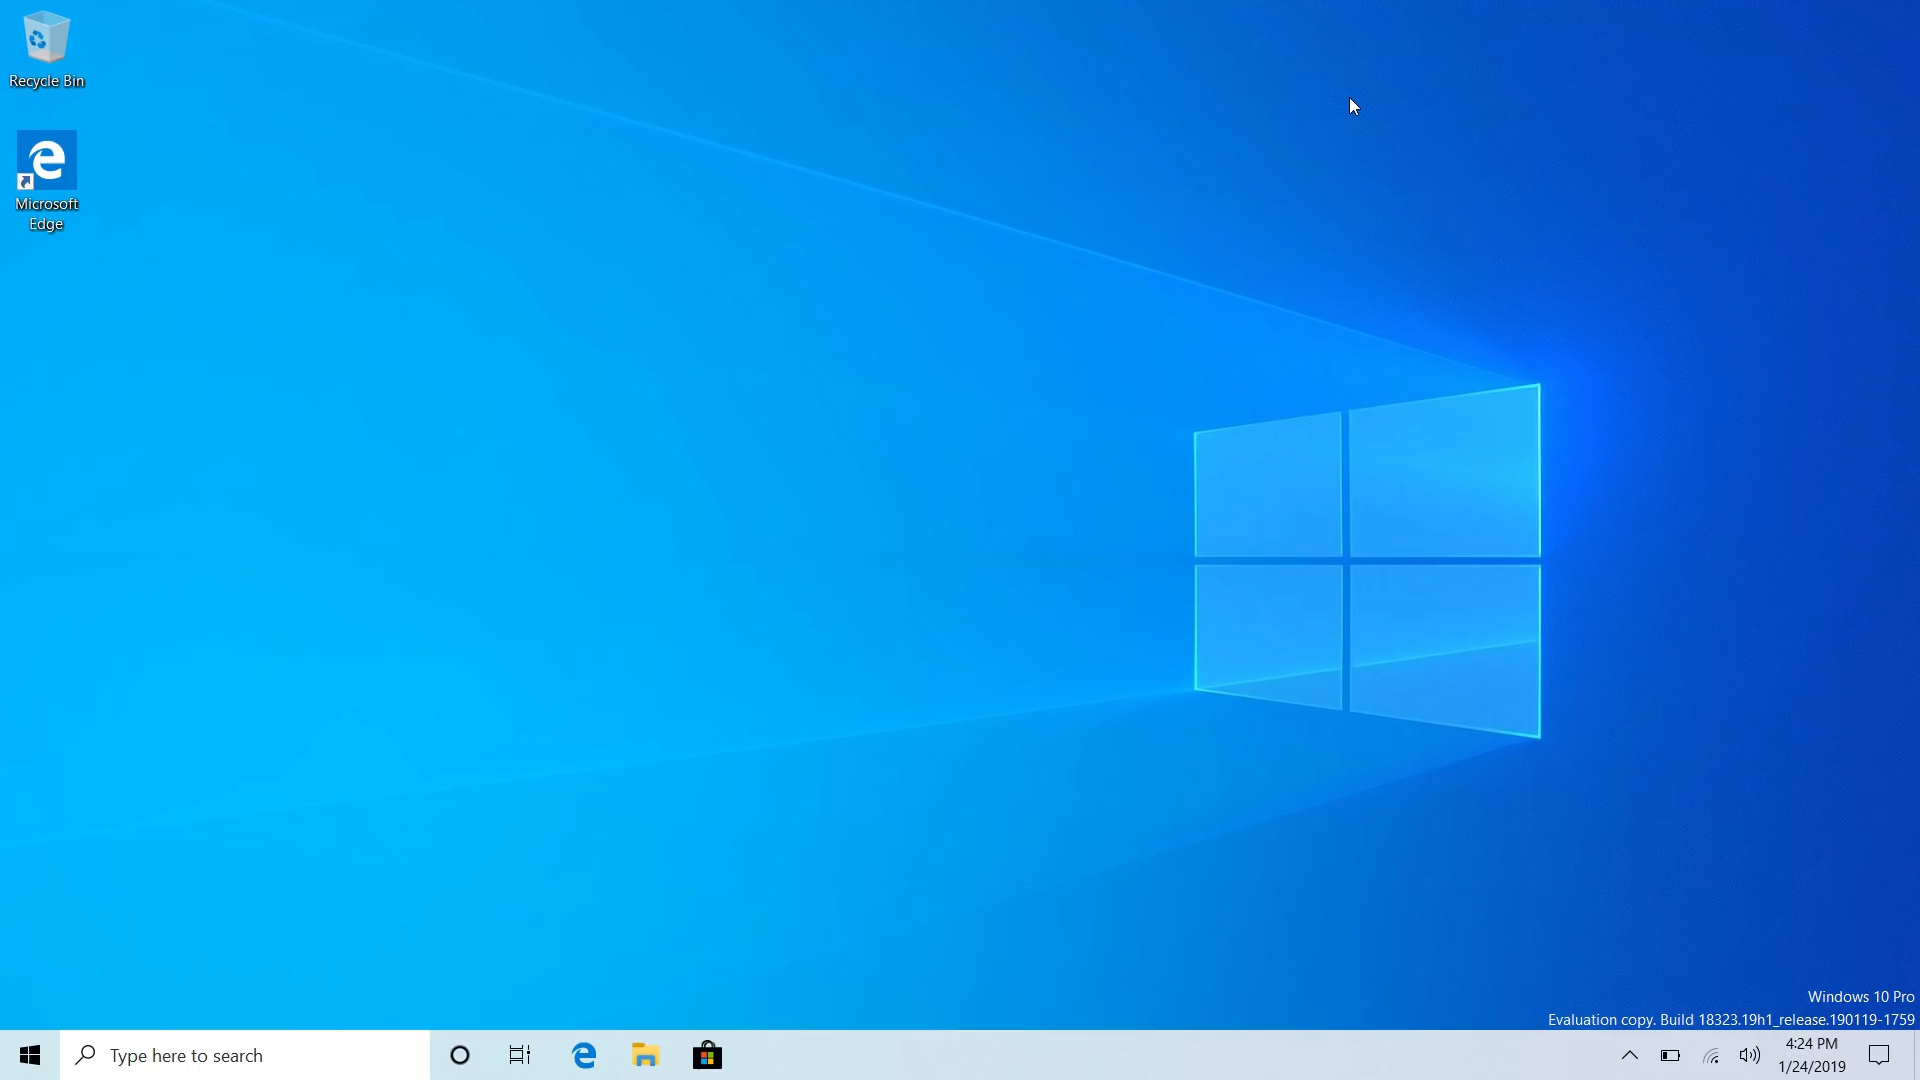 Recycle Bin
Microsoft
Edge
Windows 10 Pro
Evaluation copy. Build 18323.19h1_release.190119-1759
Type here to search
4:24 PM
1/24/2019